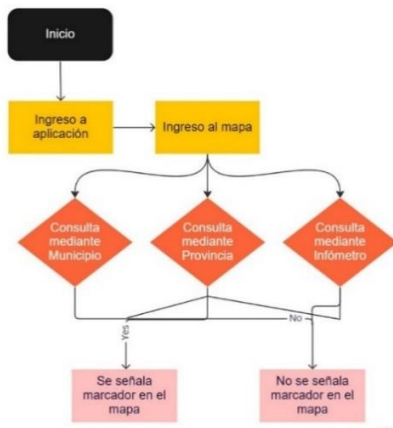 Inicio
Ingreso a
aplicación
Ingreso al mapa
Consulta
mediante
Municipio
Consulta
mediante
Provincia
Consulta
mediante
Infómetro
Yes
No
Se señala
marcador en el
mapa
No se señala
marcador en el
mapa